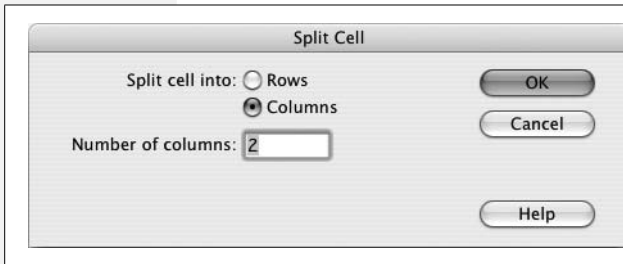 Split Cell
Split cell into: Rows
Columns
Number of columns: 2
OK
Cancel
Help